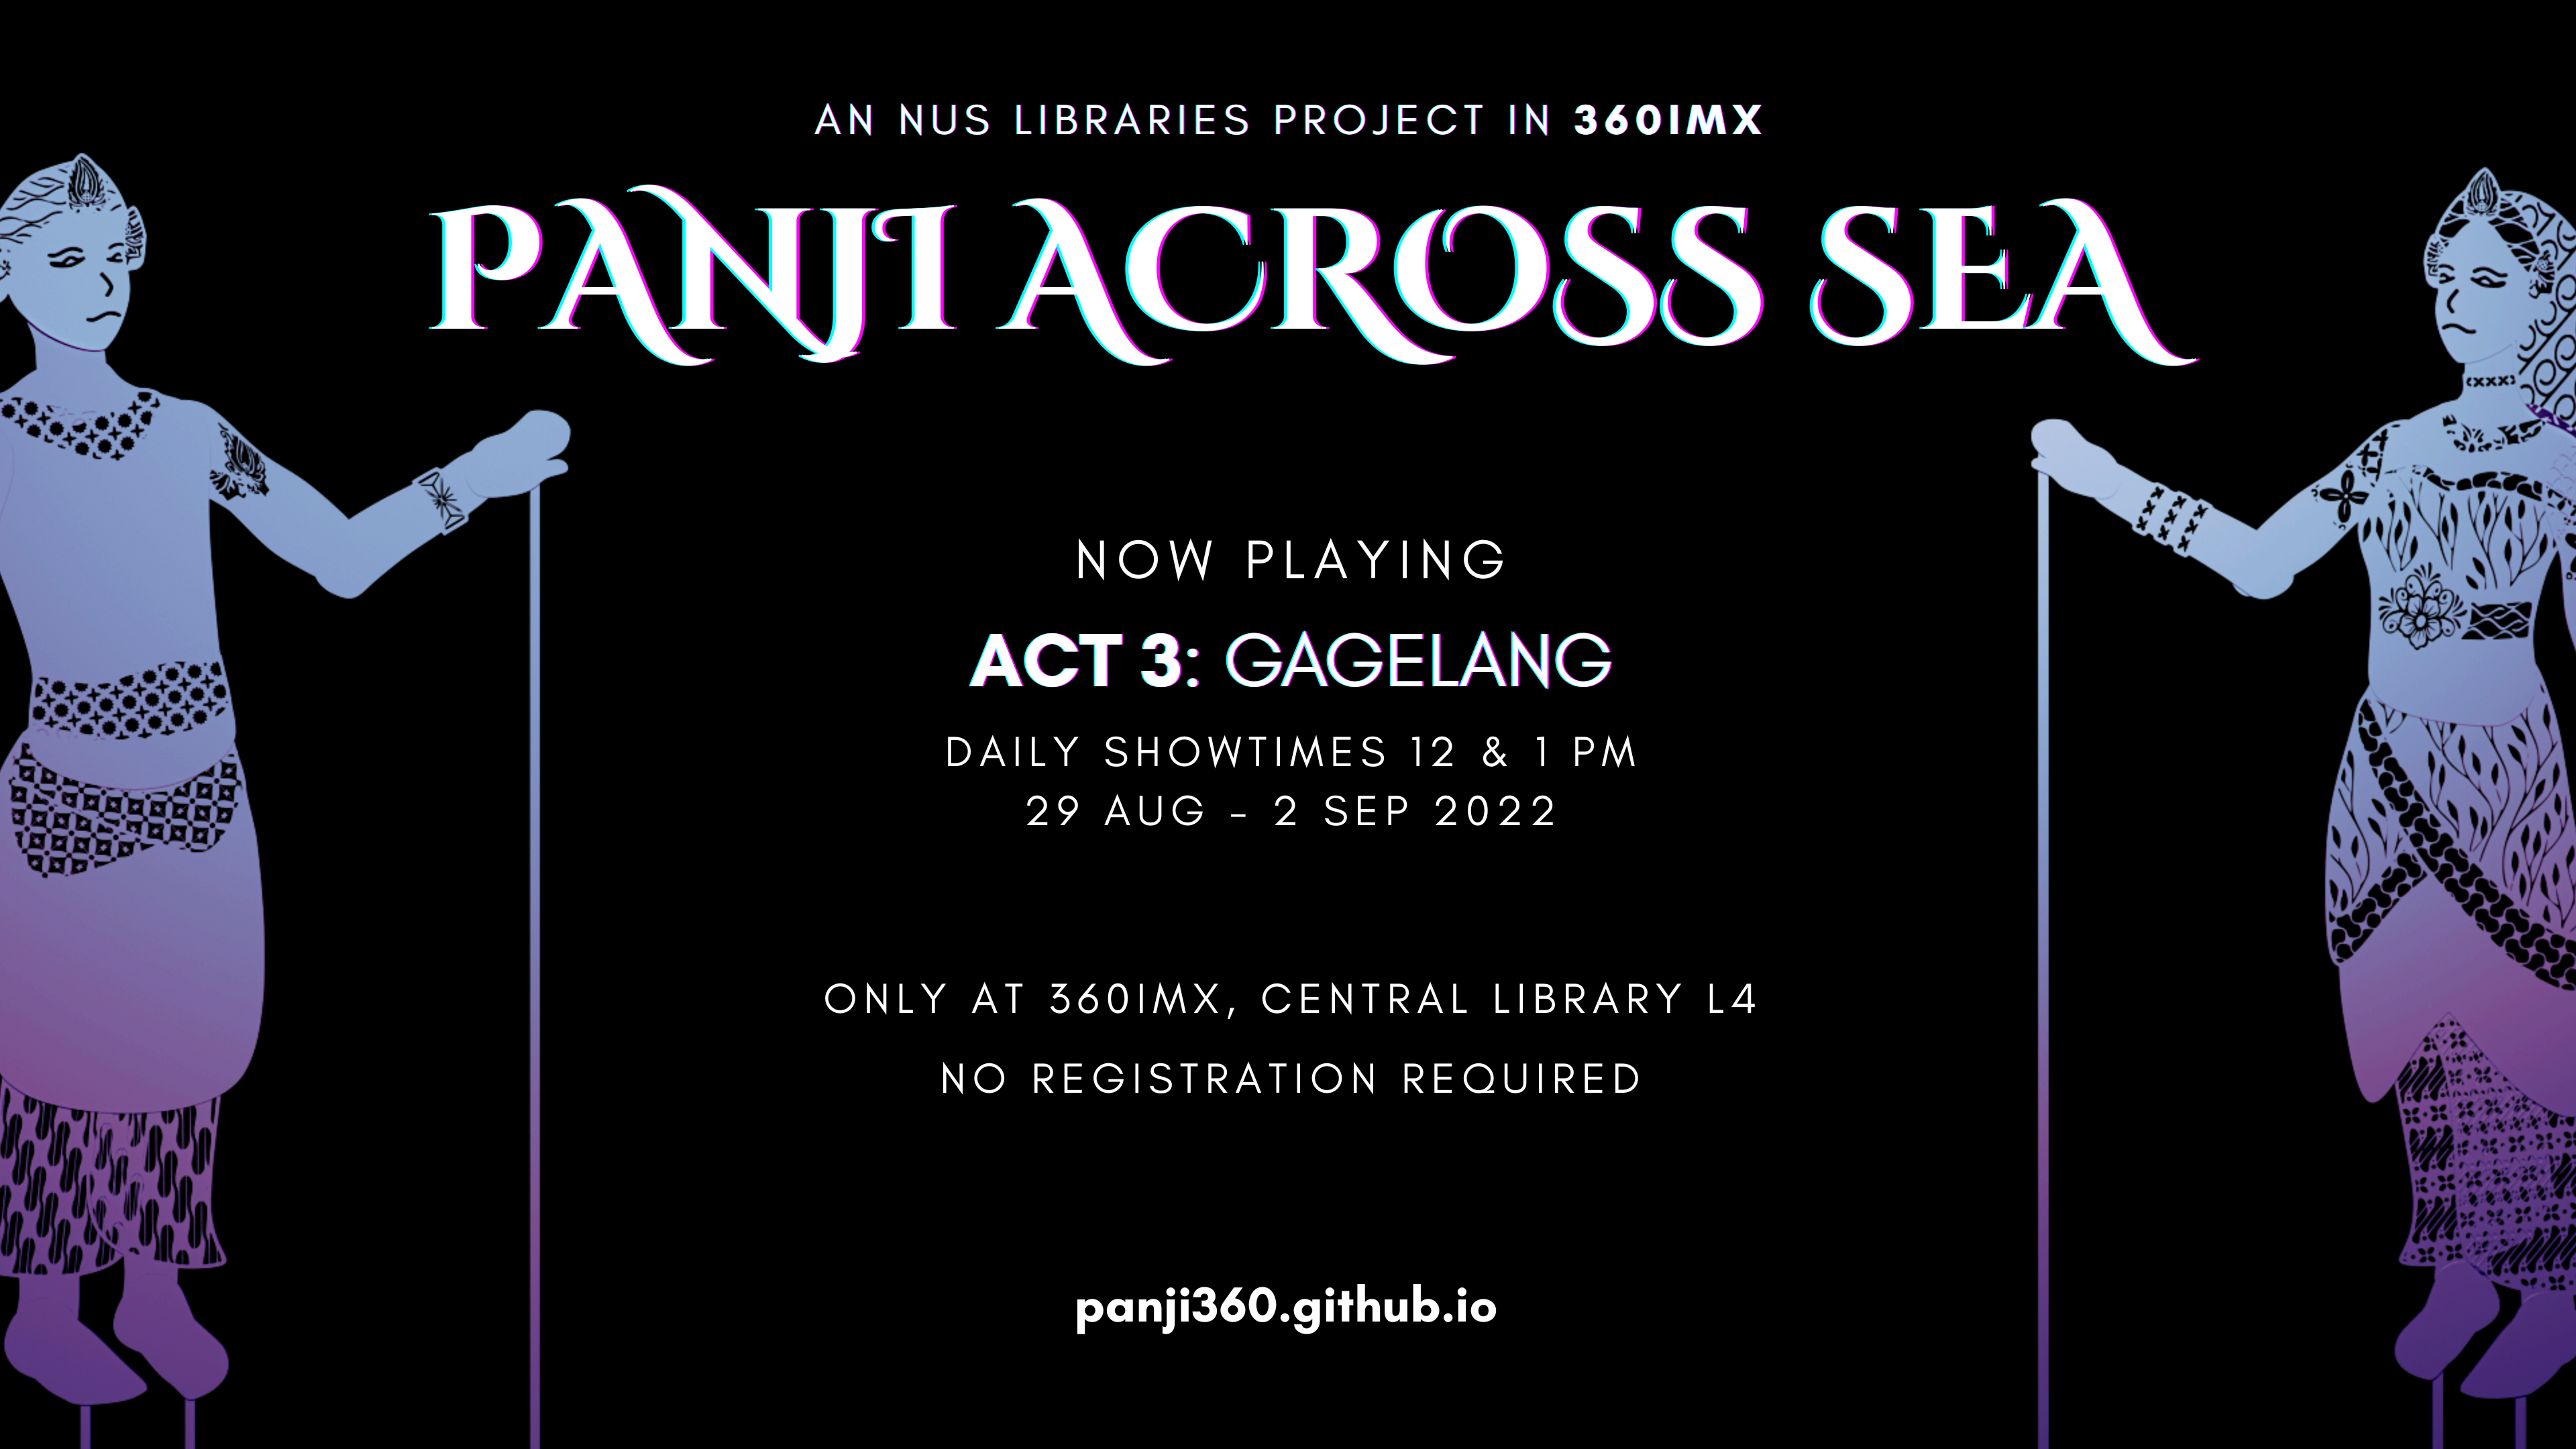 AN NUS LIBRARIES PROJECT IN 360IMX
PANJI ACROSS SEA
NOW PLAYING
ACT 3: GAGELANG
DAILY SHOWTIMES 12 & 1 PM
29 AUG - 2 SEP 2022
ONLY AT 360IMX, CENTRAL LIBRARY L4
NO REGISTRATION REQUIRED
panji360.github.io